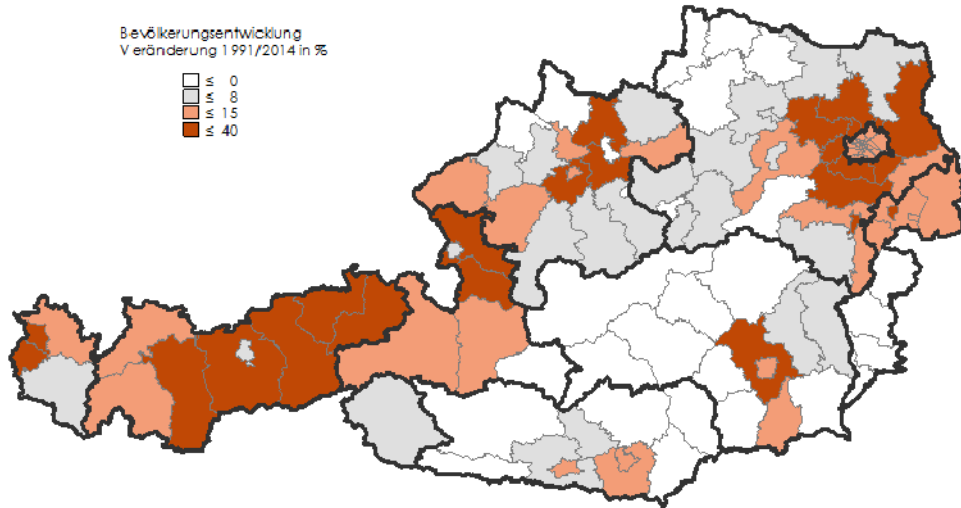 Bevölkerungsentwicklung
Veränderung 1991/2014 in %
≤ 0
≤ 8
≤ 15
≤ 40